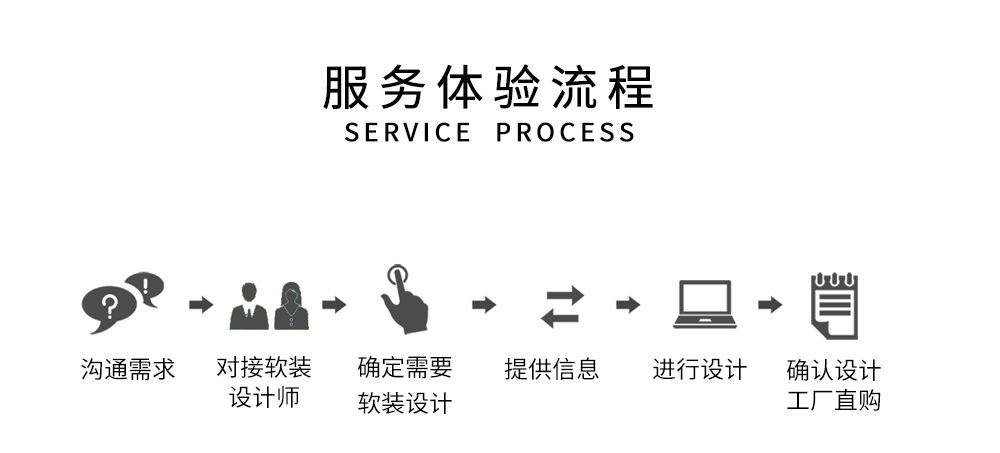 服务体验流程
SERVICE PROCESS
沟通需求
对接软装
设计师
确定需要
软装设计
提供信息
进行设计
确认设计
工厂直购